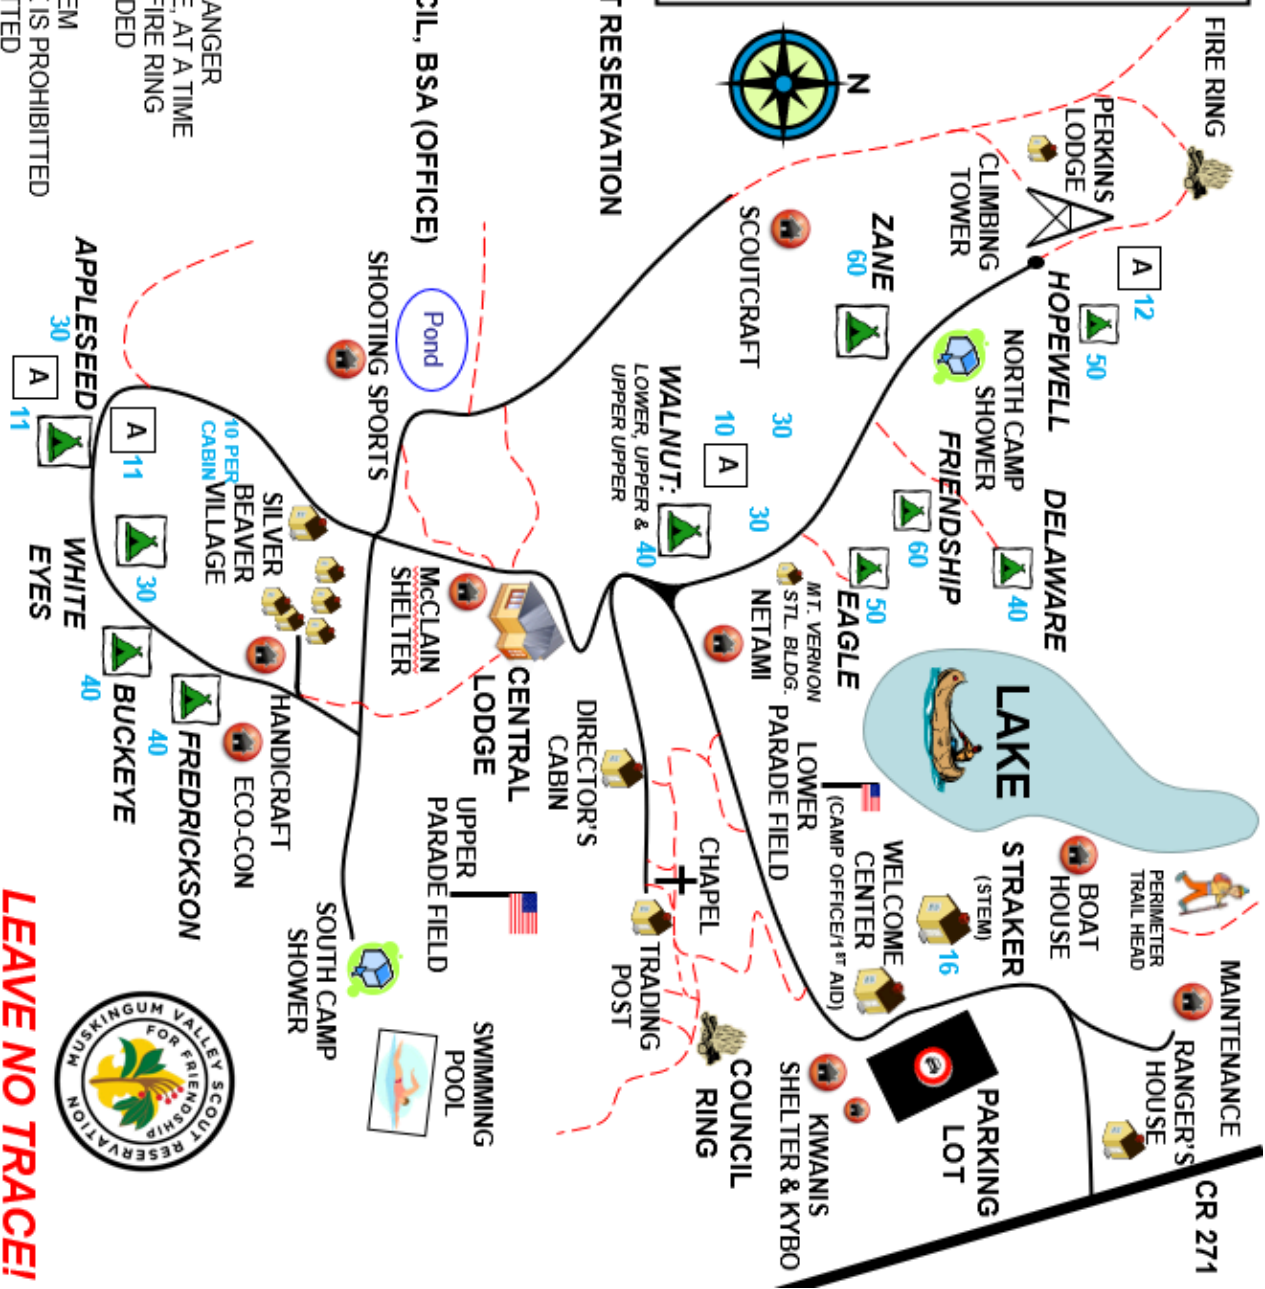 FIRE RING
CR 271
MAINTENANCE
RANGER'S
HOUSE
PERIMETER
TRAIL HEAD
A
12
PERKINS
LODGE
HOPEWELL
50
BOAT
HOUSE
DELAWARE
40
LAKE
STRAKER
(STEM)
16
NORTH CAMP
SHOWER
CLIMBING
TOWER
PARKING
LOT
FRIENDSHIP
60
WELCOME
CENTER
(CAMP OFFICE/1ST AID)
N
ZANE
60
EAGLE
50
LOWER
PARADE FIELD
MT. VERNON
STL. BLDG.
NETAMI
KIWANIS
SHELTER & KYBO
SCOUTCRAFT
30
10
A
30
WALNUT:
LOWER, UPPER &
UPPER UPPER
40
CHAPEL
COUNCIL
RING
TRADING
POST
T RESERVATION
DIRECTOR'S
CABIN
CENTRAL
LODGE
SWIMMING
POOL
UPPER
PARADE FIELD
CIL, BSA (OFFICE)
Pond
SHOOTING SPORTS
McCLAIN
SHELTER
SOUTH CAMP
SHOWER
SILVER
BEAVER
VILLAGE
10 PER
CABIN
HANDICRAFT
ECO-CON
FREDRICKSON
40
BUCKEYE
40
30
WHITE
EYES
A
11
APPLESEED
30
A
11
ANGER
E, AT A TIME
FIRE RING
DED
EM
IS PROHIBITTED
TTED
MUSKINGUM VALLEY SCOUT RESERVATION
FOR FRIENDSHIP
LEAVE NO TRACE!